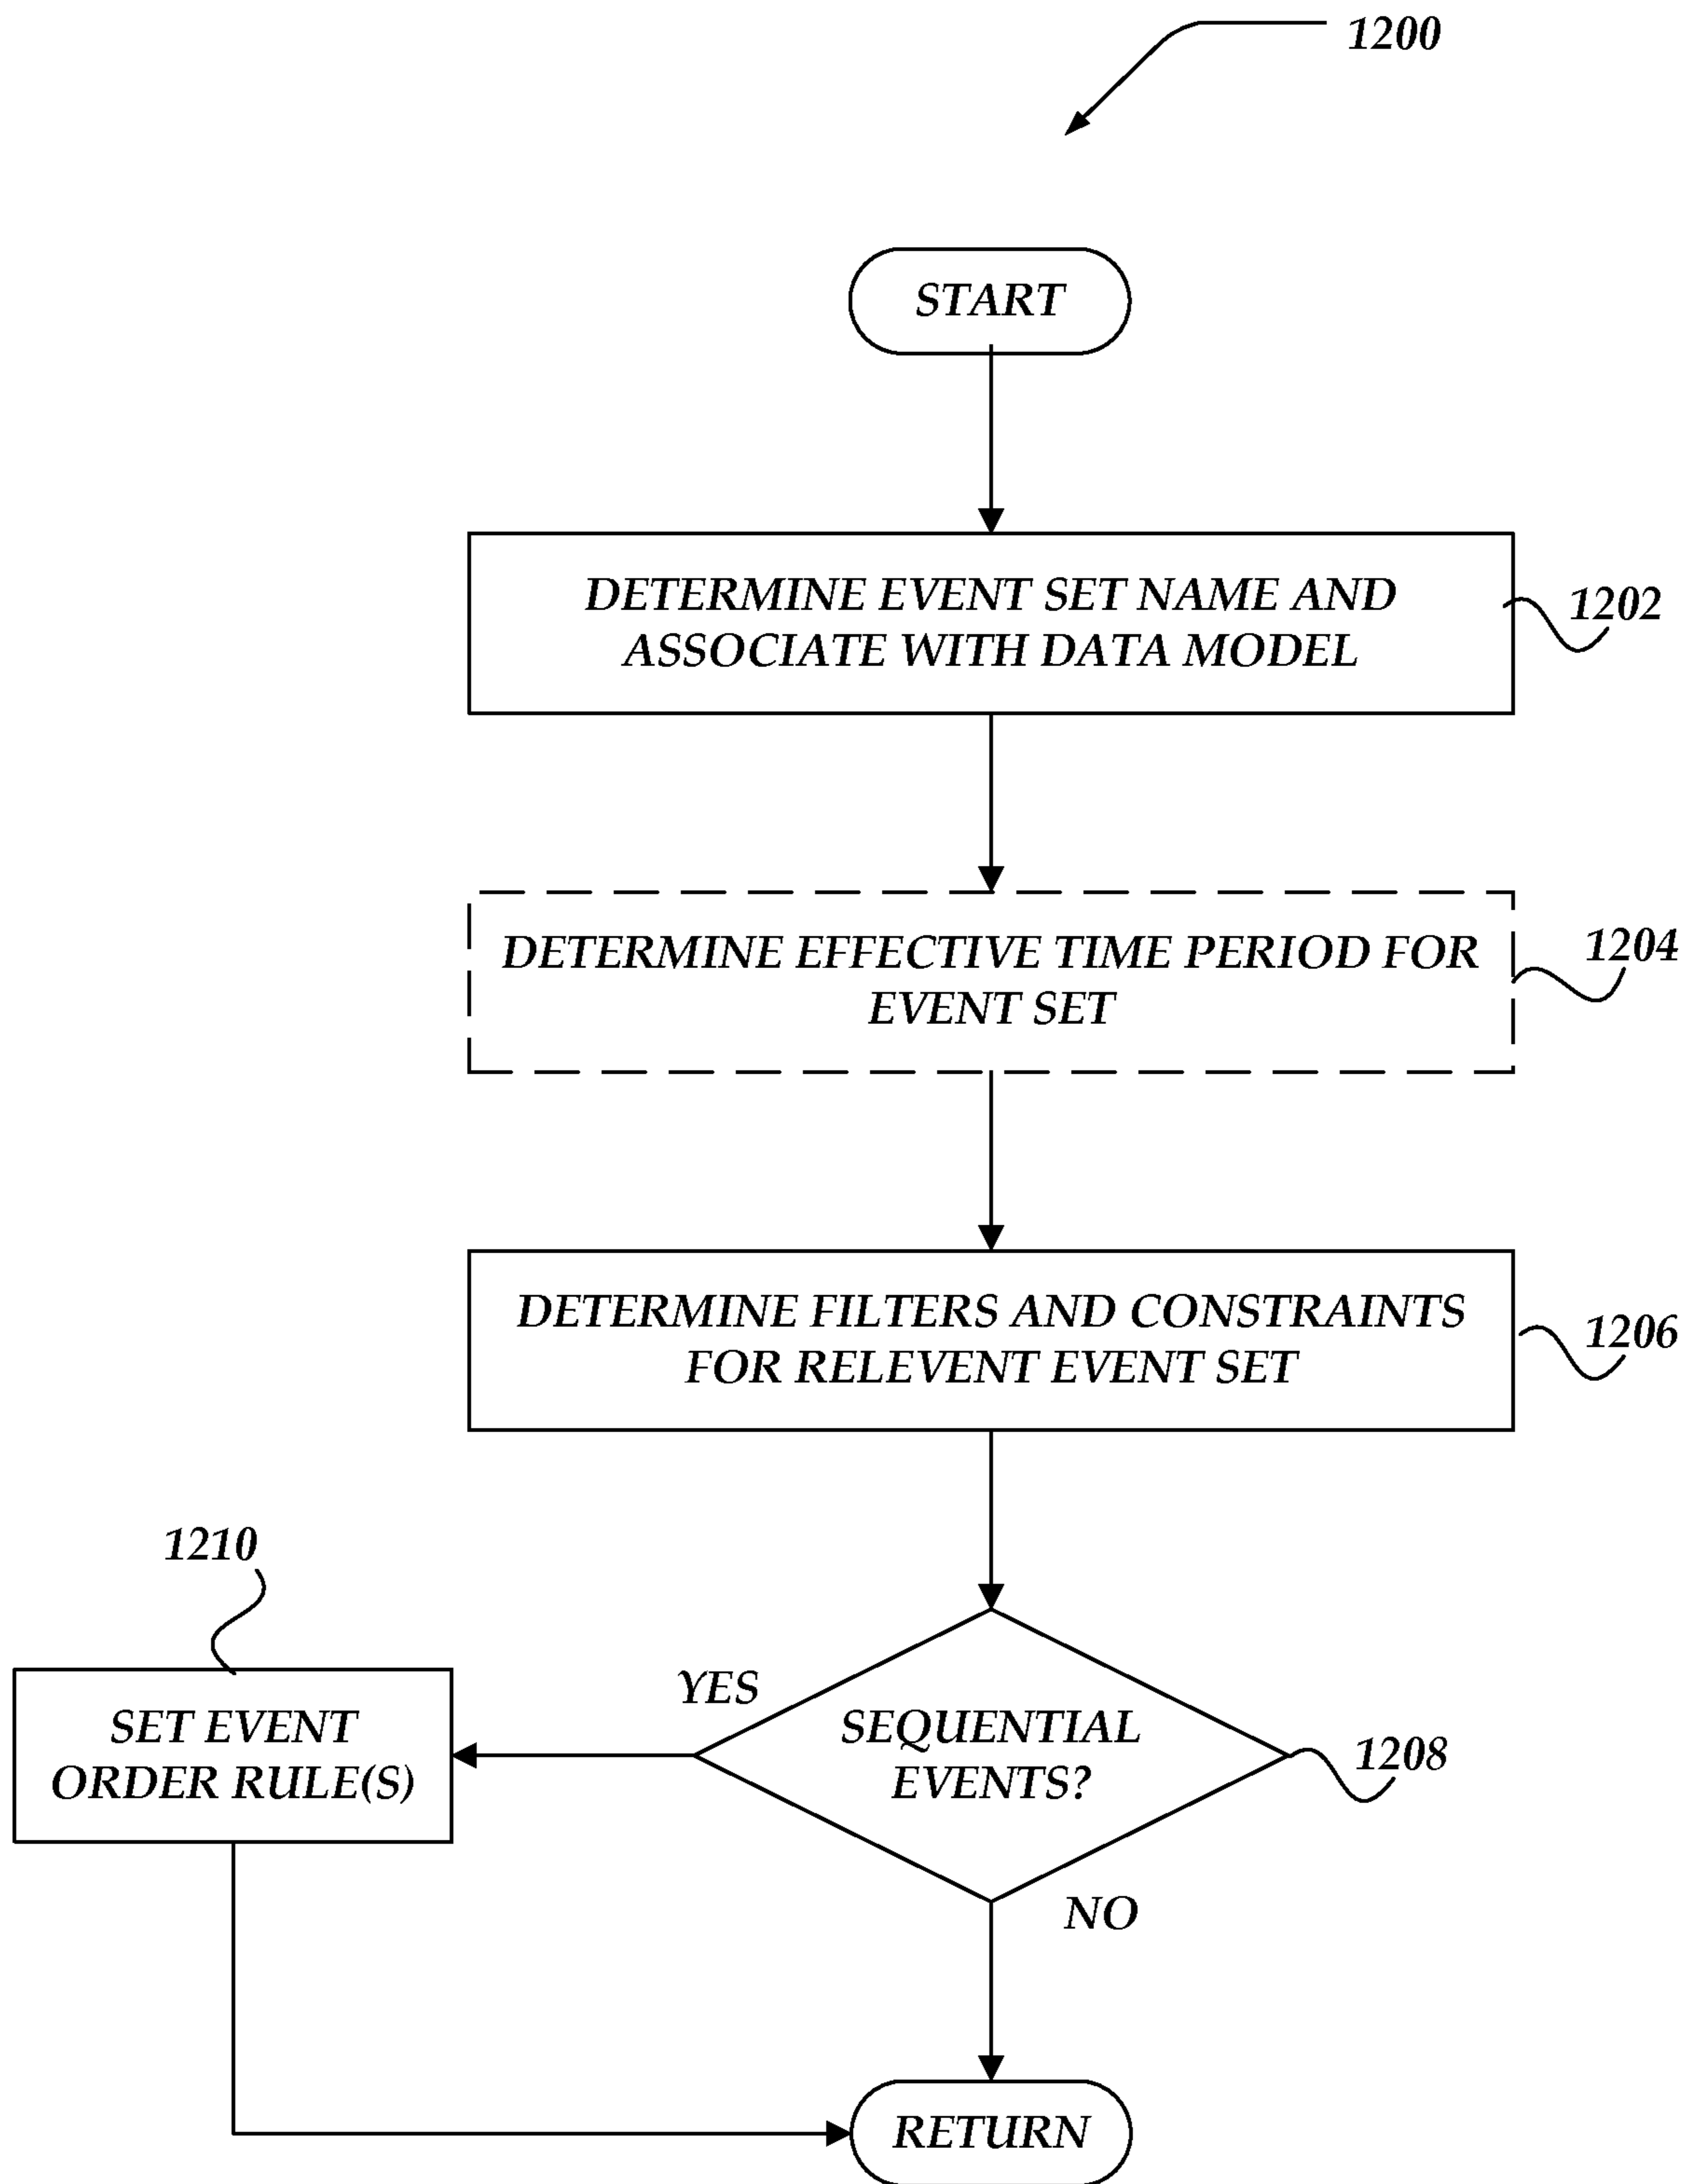 1200
START
DETERMINE EVENT SET NAME AND
ASSOCIATE WITH DATA MODEL
1202
DETERMINE EFFECTIVE TIME PERIOD FOR
EVENT SET
1204
DETERMINE FILTERS AND CONSTRAINTS
FOR RELEVENT EVENT SET
1206
1210
SET EVENT
ORDER RULE(S)
YES
SEQUENTIAL
EVENTS?
1208
NO
RETURN